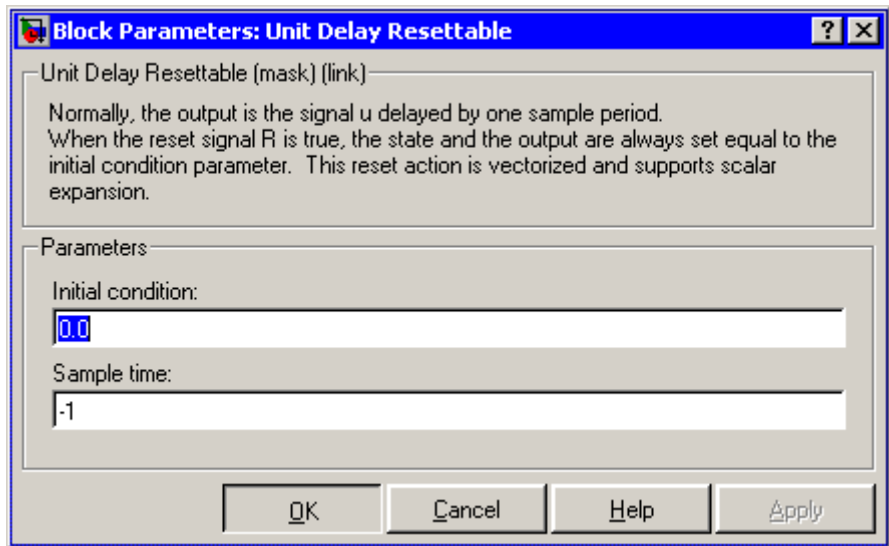 Block Parameters: Unit Delay Resettable
Unit Delay Resettable (mask) (link)
Normally, the output is the signal u delayed by one sample period.
When the reset signal R is true, the state and the output are always set equal to the
initial condition parameter.  This reset action is vectorized and supports scalar
expansion.
Parameters
Initial condition:
0.0
Sample time:
-1
OK Cancel Help Apply